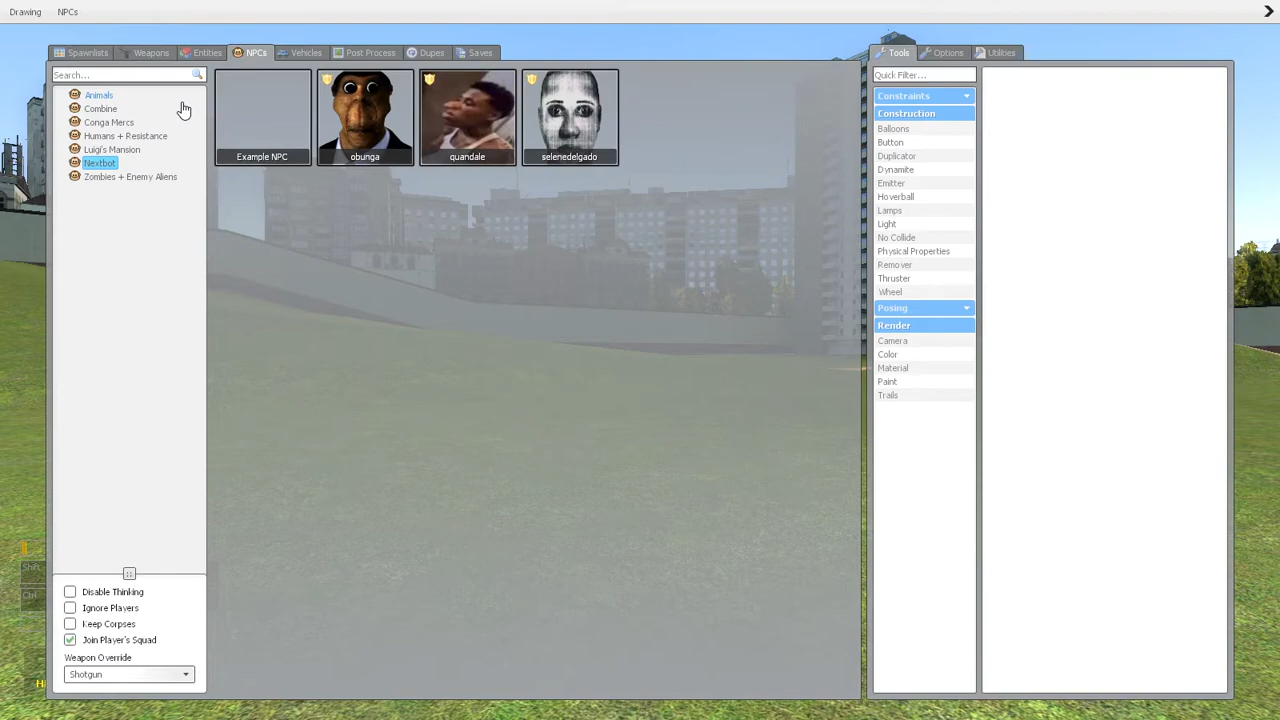 Drawing NPCs
Spawnlists Weapons Entities NPCs Vehicles Post Process Dupes Saves
Search...
Animals
Combine
Conga Mercs
Humans + Resistance
Luigi's Mansion
Nextbot
Zombies + Enemy Aliens
Disable Thinking
Ignore Players
Keep Corpses
Join Player's Squad
Weapon Override
Shotgun
Example NPC obunga quandale selenedelgado
Tools Options Utilities
Quick Filter...
Constraints
Construction
Balloons
Button
Duplicator
Dynamite
Emitter
Hoverball
Lamps
Light
No Collide
Physical Properties
Remover
Thruster
Wheel
Posing
Render
Camera
Color
Material
Paint
Trails
Shift
Ctrl